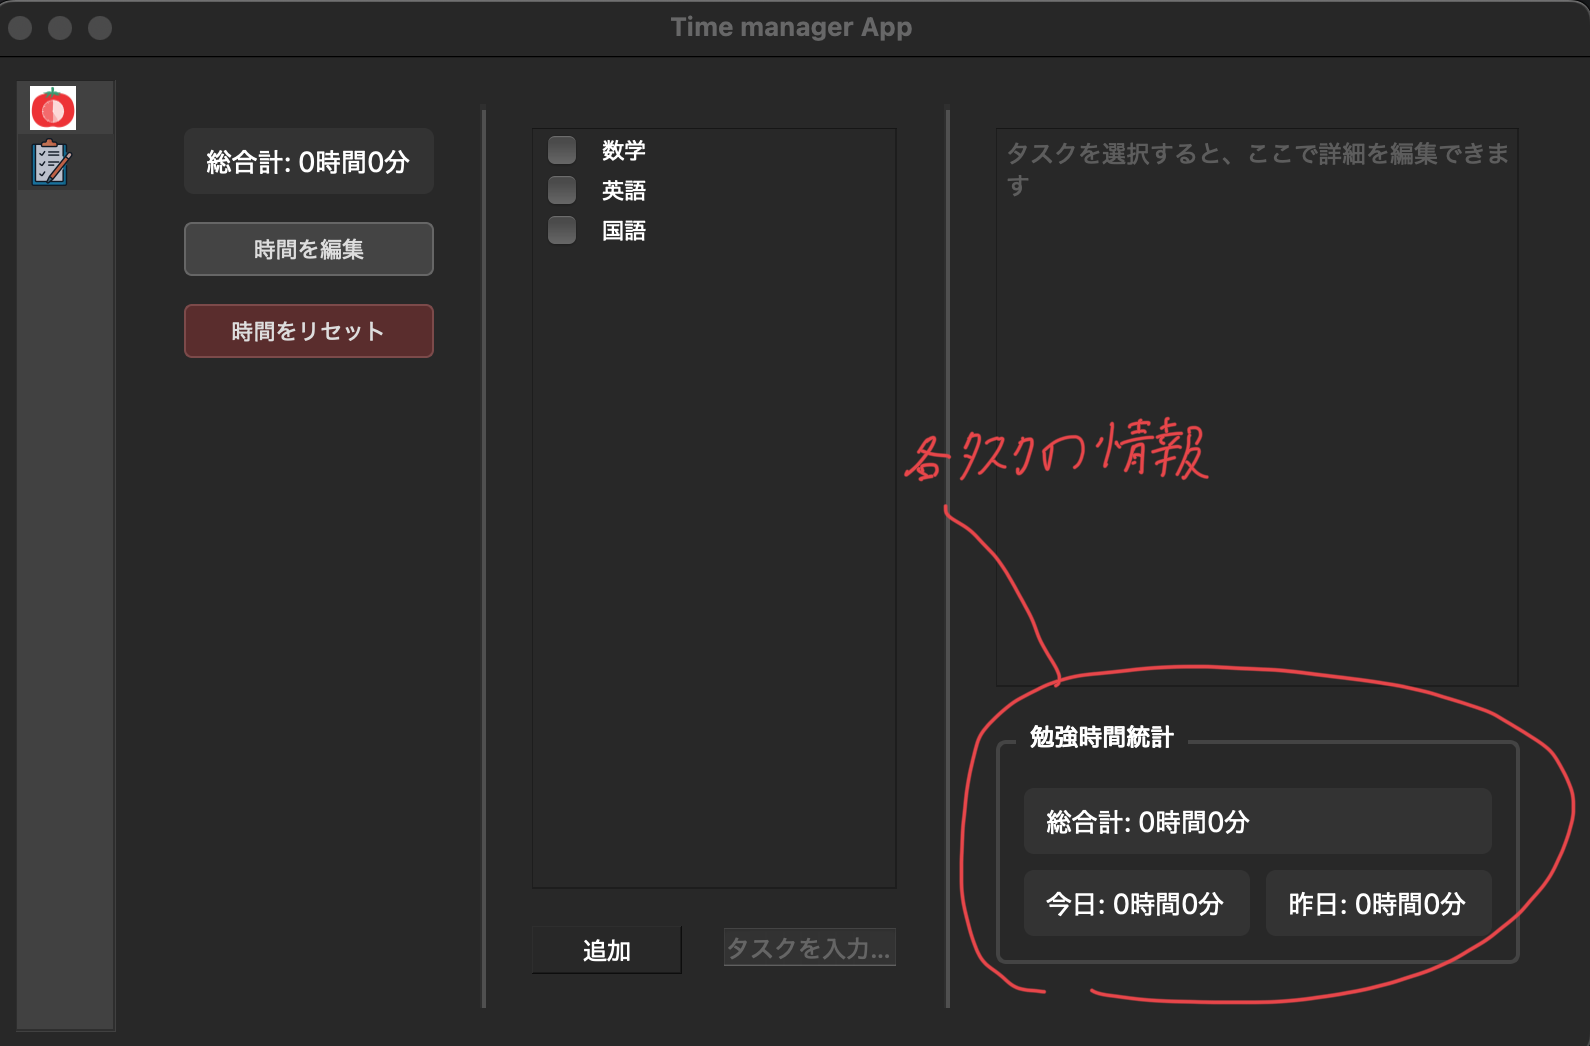 Time manager App
総合計: 0時間0分
時間を編集
時間をリセット
数学
英語
国語
追加
タスクを入力...
タスクを選択すると、ここで詳細を編集できま
す
各タスクの情報
勉強時間統計
総合計: 0時間0分
今日: 0時間0分
昨日: 0時間0分